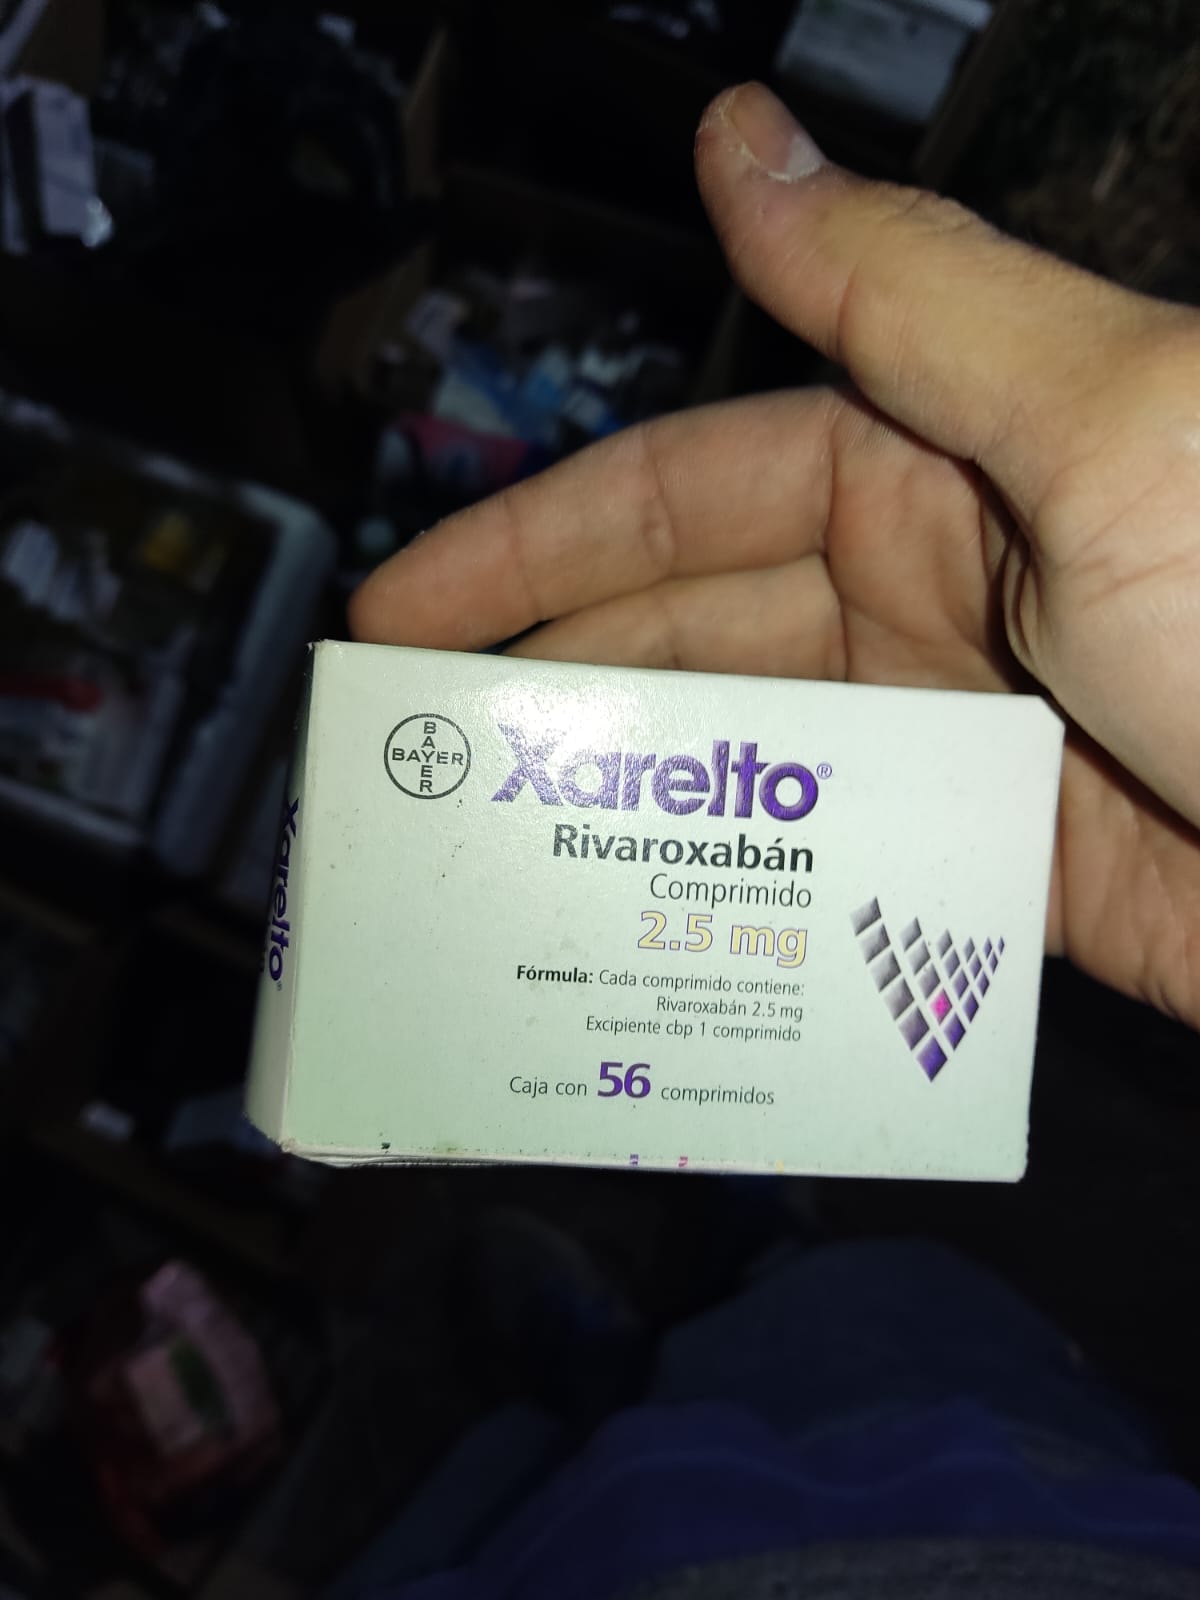 BAYER
BAYER
Xarelto®
Rivaroxabán
Comprimido
2.5 mg
Fórmula: Cada comprimido contiene:
Rivaroxabán 2.5 mg
Excipiente cbp 1 comprimido
Caja con 56 comprimidos
Xarelto®